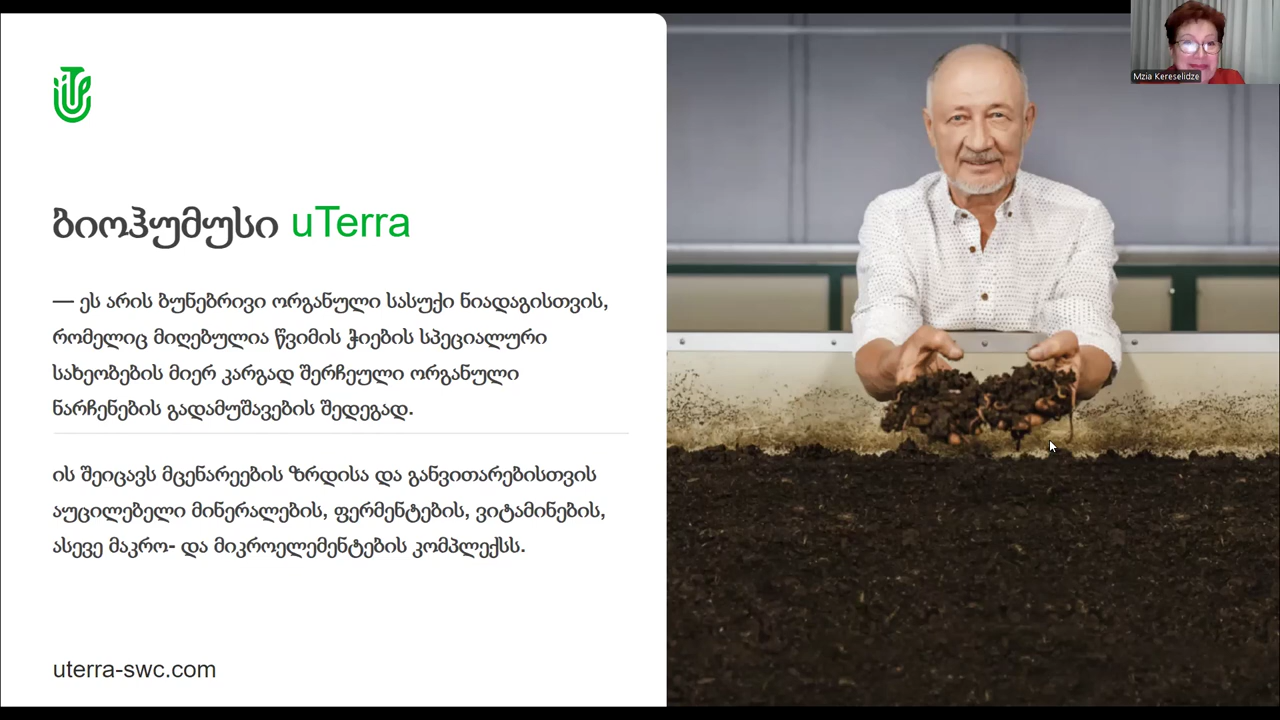 ბიოჰუმუსი uTerra
— ეს არის ბუნებრივი ორგანული სასუქი ნიადაგისთვის,
რომელიც მიღებულია წვიმის ჭიების სპეციალური
სახეობების მიერ კარგად შერჩეული ორგანული
ნარჩენების გადამუშავების შედეგად.
ის შეიცავს მცენარეების ზრდისა და განვითარებისთვის
აუცილებელი მინერალების, ფერმენტების, ვიტამინების,
ასევე მაკრო- და მიკროელემენტების კომპლექსს.
uterra-swc.com
Mzia Kereselidze